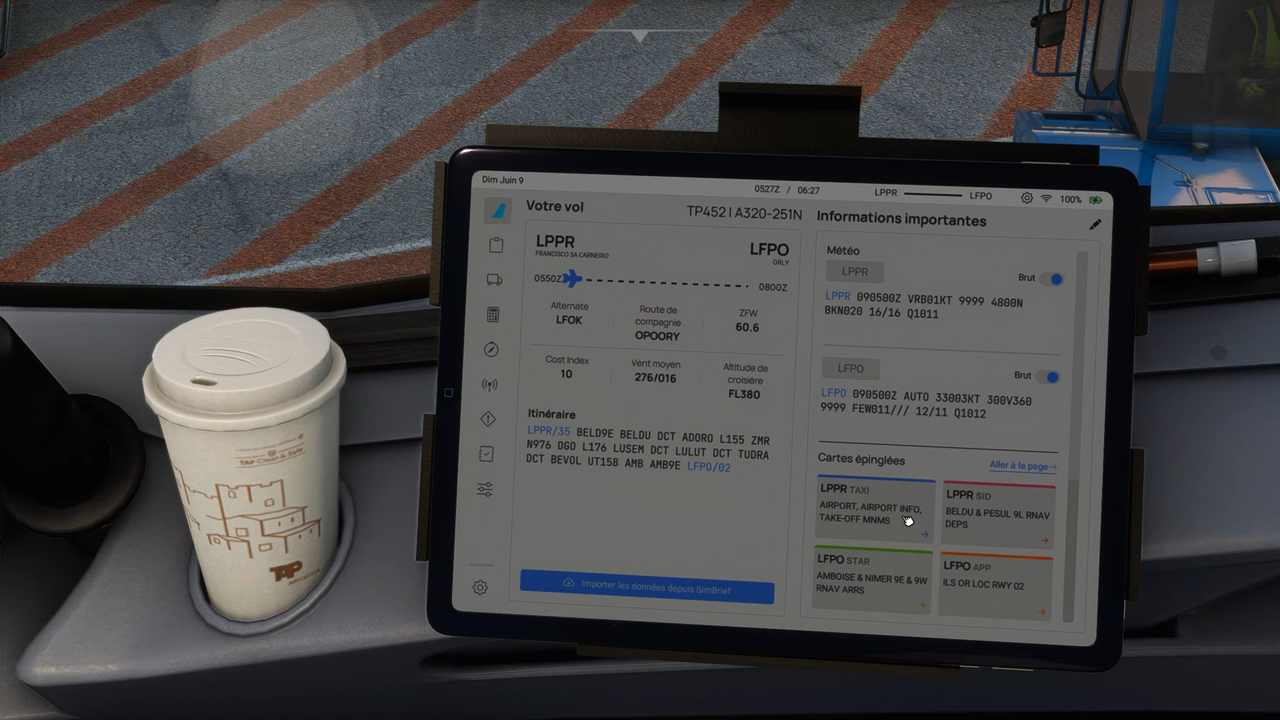 Dim Juin 9
0527Z / 06:27
LPPR LFPO
100%
Votre vol
TP452 | A320-251N
LPPR
FRANCISCO SA CARNEIRO
LFPO
ORLY
0550Z
0800Z
Alternate
LFOK
Route de
compagnie
OPOORY
ZFW
60.6
Cost Index
10
Vent moyen
276/016
Altitude de
croisière
FL380
Itinéraire
LPPR/35 BELD9E BELDU DCT ADORO L155 ZMR
N976 DGO L176 LUSEM DCT LULUT DCT TUDRA
DCT BEVOL UT158 AMB AMB9E LFPO/02
Importer les données depuis SimBrief
Informations importantes
Météo
LPPR
Brut
LPPR 090500Z VRB01KT 9999 4800N
BKN020 16/16 Q1011
LFPO
Brut
LFPO 090500Z AUTO 33003KT 300V360
9999 FEW011/// 12/11 Q1012
Cartes épinglées
Aller à la page
LPPR TAXI
AIRPORT, AIRPORT INFO,
TAKE-OFF MNMS
LPPR SID
BELDU & PESUL 9L RNAV
DEPS
LFPO STAR
AMBOISE & NIMER 9E & 9W
RNAV ARRS
LFPO APP
ILS OR LOC RWY 02
TAP Clean & Safe
TAP